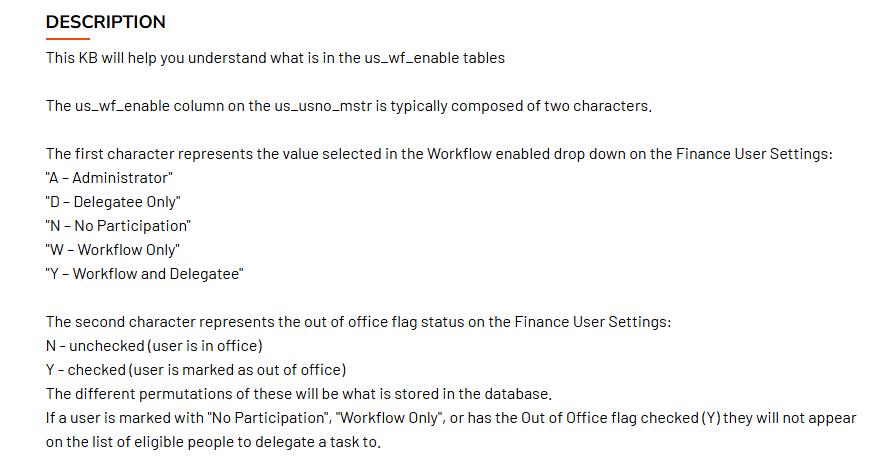 DESCRIPTION
This KB will help you understand what is in the us_wf_enable tables
The us_wf_enable column on the us_usno_mstr is typically composed of two characters.
The first character represents the value selected in the Workflow enabled drop down on the Finance User Settings:
"A – Administrator"
"D – Delegatee Only"
"N – No Participation"
"W – Workflow Only"
"Y – Workflow and Delegatee"
The second character represents the out of office flag status on the Finance User Settings:
N - unchecked (user is in office)
Y - checked (user is marked as out of office)
The different permutations of these will be what is stored in the database.
If a user is marked with "No Participation", "Workflow Only", or has the Out of Office flag checked (Y) they will not appear
on the list of eligible people to delegate a task to.